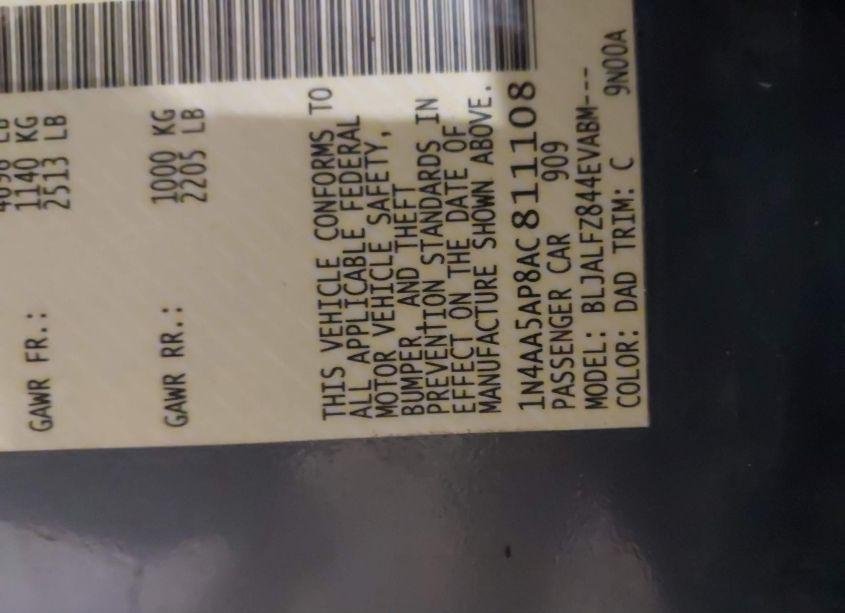 1140 KG
GAWR FR.: 2513 LB
1000 KG
GAWR RR.: 2205 LB
THIS VEHICLE CONFORMS TO
ALL APPLICABLE FEDERAL
MOTOR VEHICLE SAFETY,
BUMPER, AND THEFT
PREVENTION STANDARDS IN
EFFECT ON THE DATE OF
MANUFACTURE SHOWN ABOVE.
1N4AA5AP8AC811108
PASSENGER CAR 909
MODEL: BLJALFZ844EVABM---
COLOR: DAD TRIM: C 9N00A